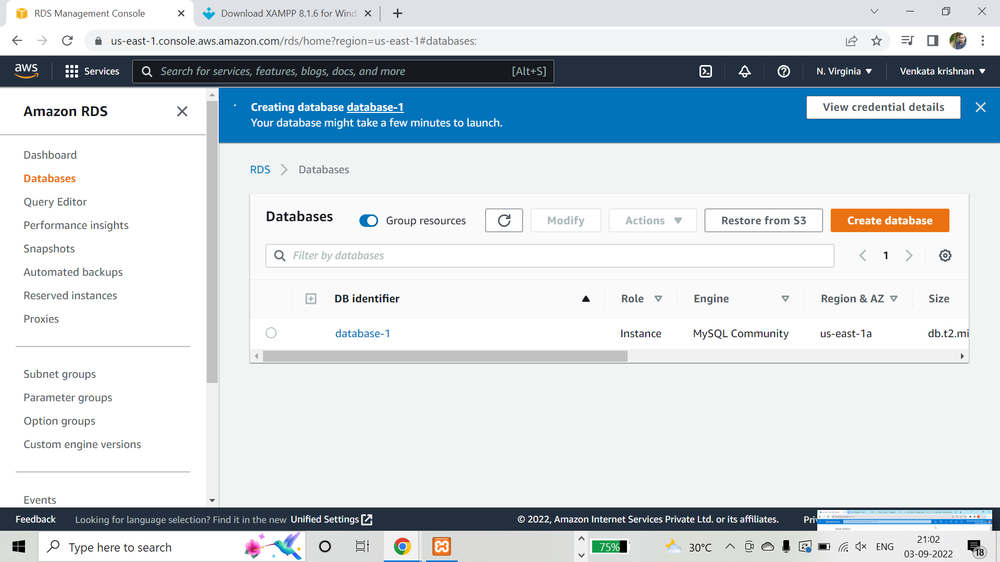 RDS Management Console
Download XAMPP 8.1.6 for Wind
us-east-1.console.aws.amazon.com/rds/home?region=us-east-1#databases:
aws
Services
Search for services, features, blogs, docs, and more
[Alt+S]
N. Virginia
Venkata krishnan
Amazon RDS
Dashboard
Databases
Query Editor
Performance insights
Snapshots
Automated backups
Reserved instances
Proxies
Subnet groups
Parameter groups
Option groups
Custom engine versions
Events
Creating database database-1
Your database might take a few minutes to launch.
View credential details
RDS
Databases
Databases
Group resources
Modify
Actions
Restore from S3
Create database
Filter by databases
1
DB identifier
Role
Engine
Region & AZ
Size
database-1
Instance
MySQL Community
us-east-1a
db.t2.mi
Feedback
Looking for language selection? Find it in the new Unified Settings
© 2022, Amazon Internet Services Private Ltd. or its affiliates.
Pri
Type here to search
75%
30°C
ENG
21:02
03-09-2022
18